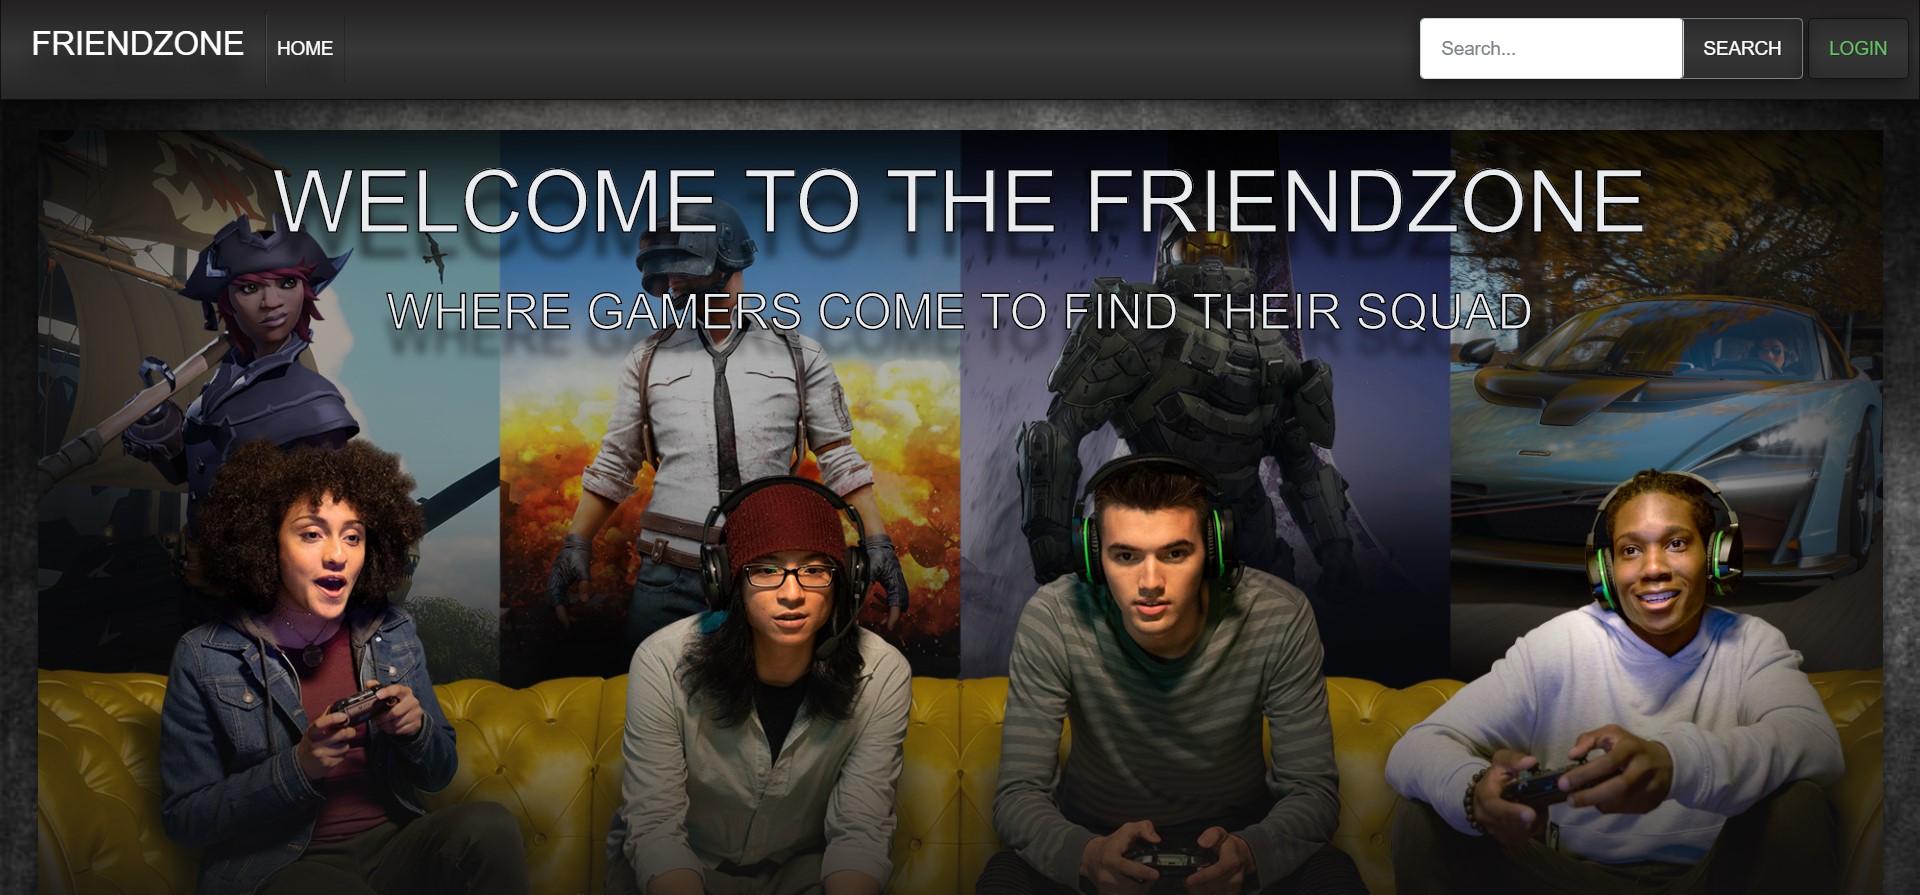 FRIENDZONE HOME Search... SEARCH LOGIN
WELCOME TO THE FRIENDZONE
WHERE GAMERS COME TO FIND THEIR SQUAD